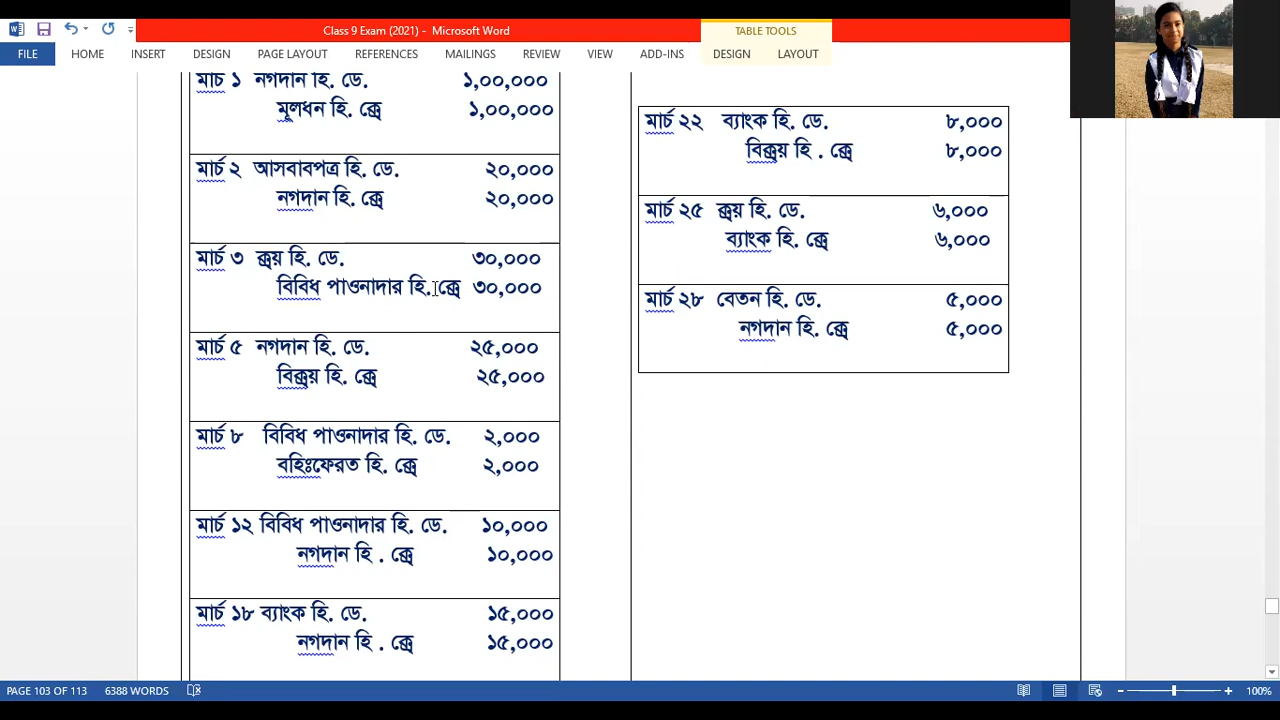 Class 9 Exam (2021) - Microsoft Word
TABLE TOOLS
FILE HOME INSERT DESIGN PAGE LAYOUT REFERENCES MAILINGS REVIEW VIEW ADD-INS DESIGN LAYOUT
মার্চ ১ নগদান হি. ডে. ১,০০,০০০
মূলধন হি. ক্রে ১,০০,০০০
মার্চ ২ আসবাবপত্র হি. ডে. ২০,০০০
নগদান হি. ক্রে ২০,০০০
মার্চ ৩ ক্রয় হি. ডে. ৩০,০০০
বিবিধ পাওনাদার হি. ক্রে ৩০,০০০
মার্চ ৫ নগদান হি. ডে. ২৫,০০০
বিক্রয় হি. ক্রে ২৫,০০০
মার্চ ৮ বিবিধ পাওনাদার হি. ডে. ২,০০০
বহিঃফেরত হি. ক্রে ২,০০০
মার্চ ১২ বিবিধ পাওনাদার হি. ডে. ১০,০০০
নগদান হি . ক্রে ১০,০০০
মার্চ ১৮ ব্যাংক হি. ডে. ১৫,০০০
নগদান হি . ক্রে ১৫,০০০
মার্চ ২২ ব্যাংক হি. ডে. ৮,০০০
বিক্রয় হি . ক্রে ৮,০০০
মার্চ ২৫ ক্রয় হি. ডে. ৬,০০০
ব্যাংক হি. ক্রে ৬,০০০
মার্চ ২৮ বেতন হি. ডে. ৫,০০০
নগদান হি. ক্রে ৫,০০০
PAGE 103 OF 113 6388 WORDS 100%